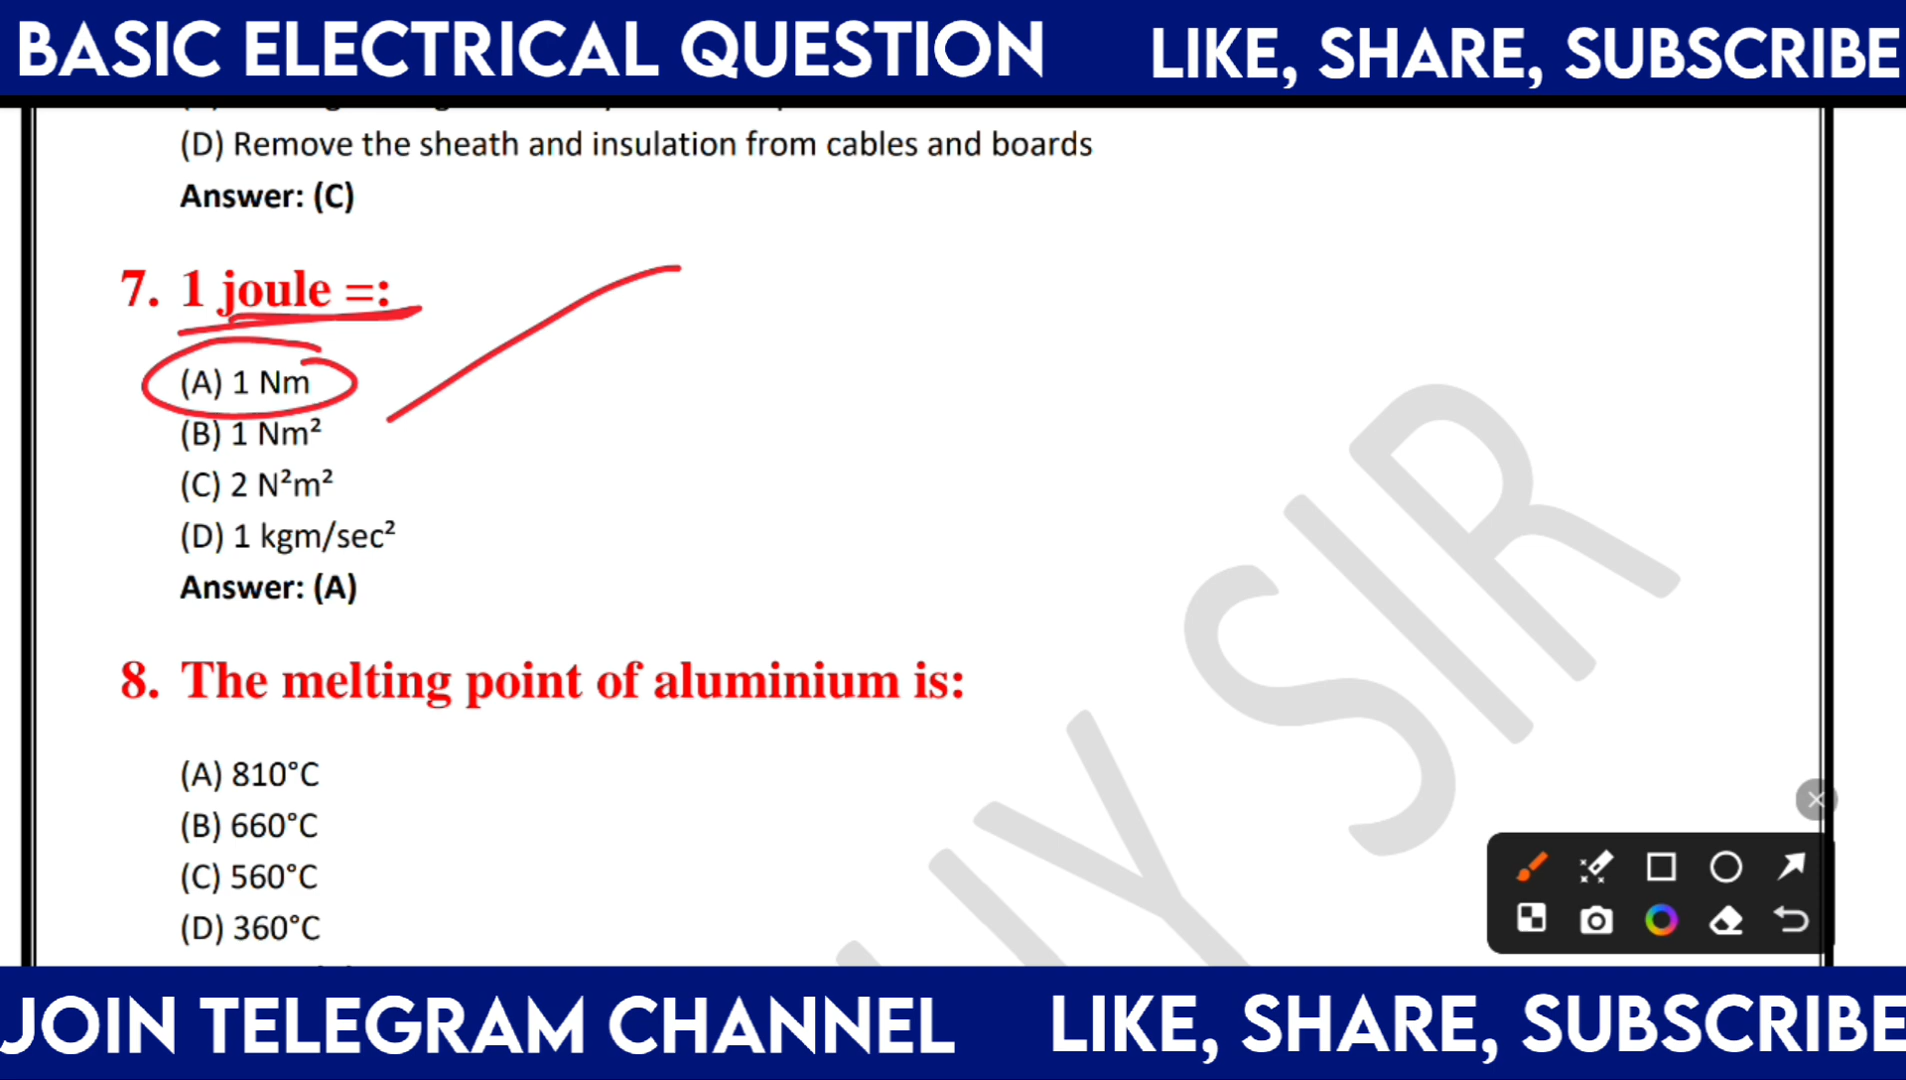 BASIC ELECTRICAL QUESTION LIKE, SHARE, SUBSCRIBE
(D) Remove the sheath and insulation from cables and boards
Answer: (C)
7. 1 joule =:
(A) 1 Nm
(B) 1 Nm²
(C) 2 N²m²
(D) 1 kgm/sec²
Answer: (A)
8. The melting point of aluminium is:
(A) 810°C
(B) 660°C
(C) 560°C
(D) 360°C
SIR
JOIN TELEGRAM CHANNEL LIKE, SHARE, SUBSCRIBE